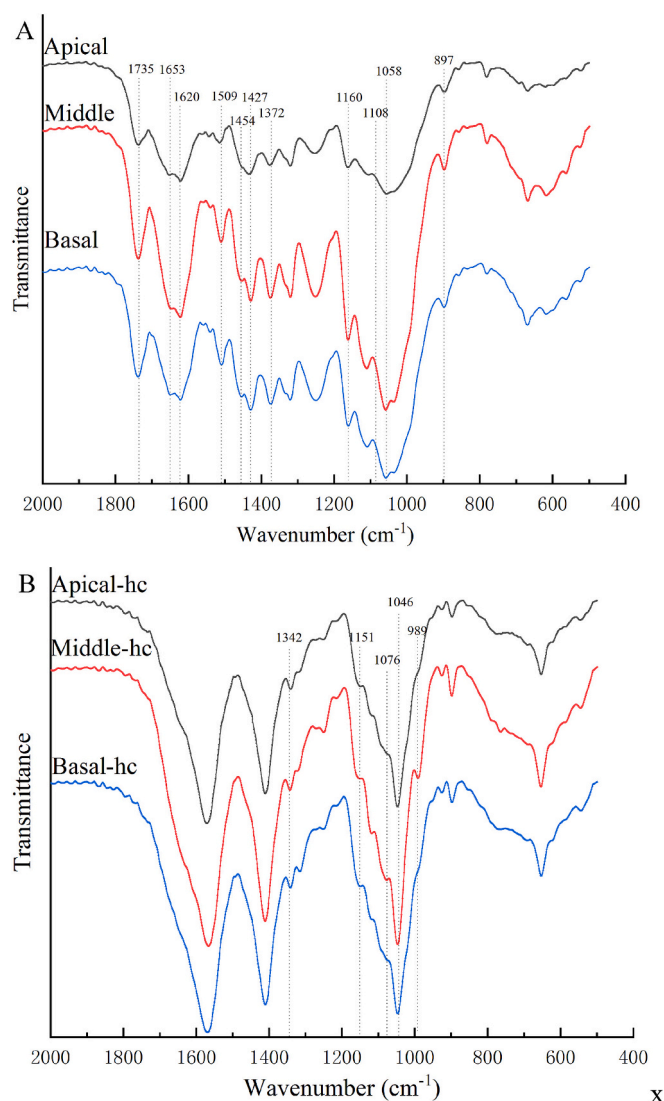 A
Apical
1735 1653 1058 897
1620 1509 1427 1160
Middle
1454 1372 1108
Basal
Transmittance
2000 1800 1600 1400 1200 1000 800 600 400
Wavenumber (cm-1)
B
Apical-hc
1046
Middle-hc
1342 1151 989
1076
Basal-hc
Transmittance
2000 1800 1600 1400 1200 1000 800 600 400
Wavenumber (cm-1)
x